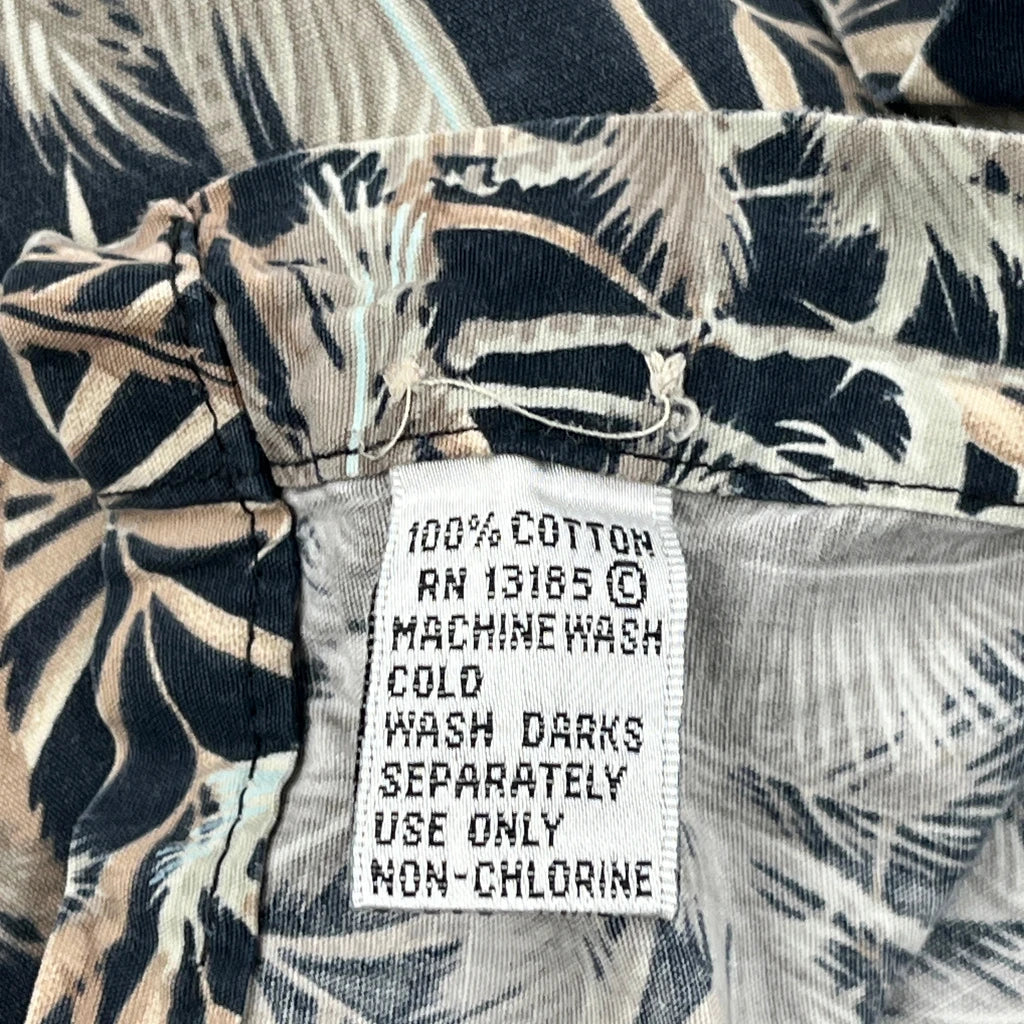 100% COTTON
RN 13185 ©
MACHINE WASH
COLD
WASH DARKS
SEPARATELY
USE ONLY
NON-CHLORINE